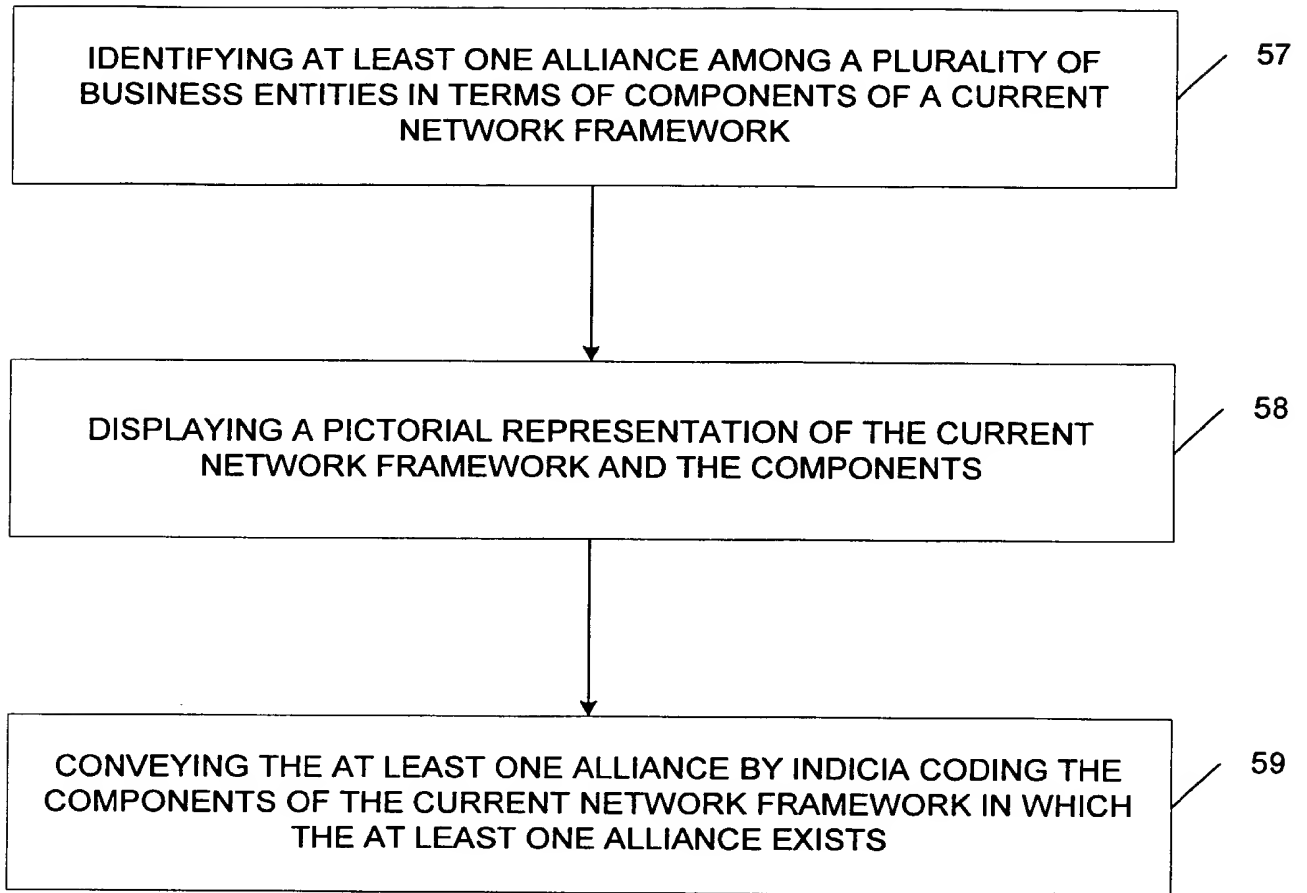 IDENTIFYING AT LEAST ONE ALLIANCE AMONG A PLURALITY OF
BUSINESS ENTITIES IN TERMS OF COMPONENTS OF A CURRENT
NETWORK FRAMEWORK
57
DISPLAYING A PICTORIAL REPRESENTATION OF THE CURRENT
NETWORK FRAMEWORK AND THE COMPONENTS
58
CONVEYING THE AT LEAST ONE ALLIANCE BY INDICIA CODING THE
COMPONENTS OF THE CURRENT NETWORK FRAMEWORK IN WHICH
THE AT LEAST ONE ALLIANCE EXISTS
59